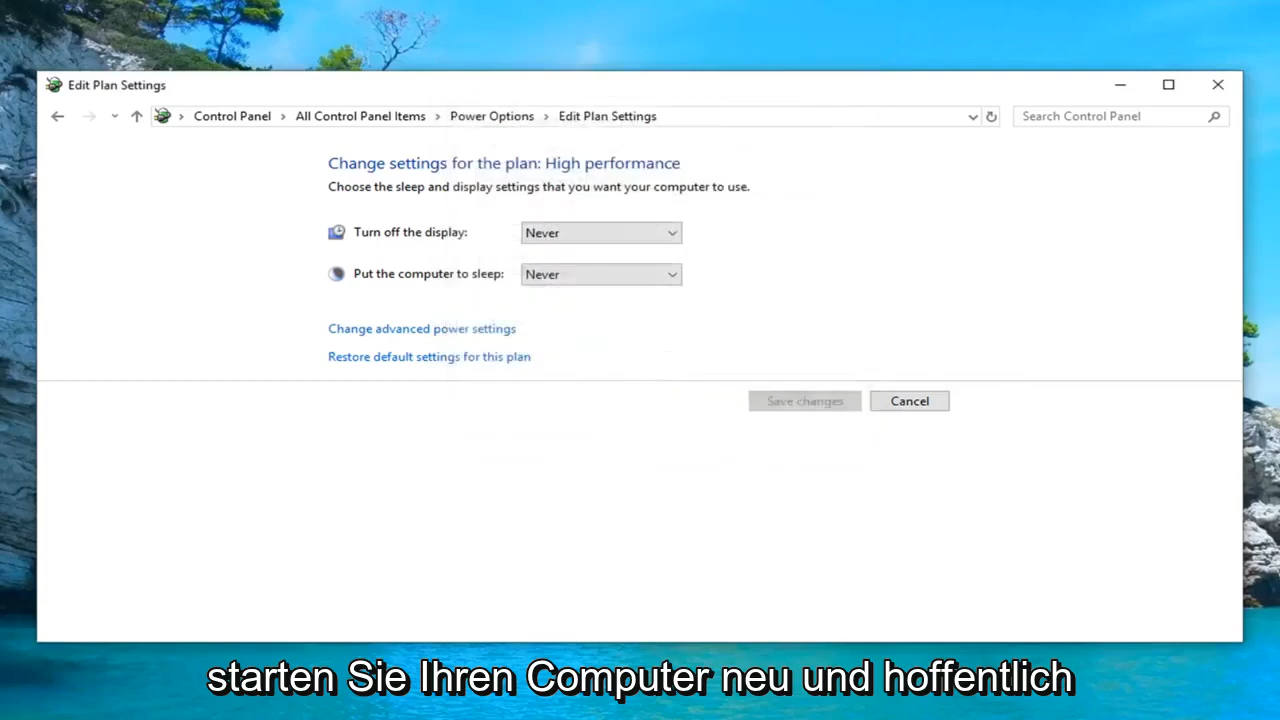 Edit Plan Settings
Control Panel > All Control Panel Items > Power Options > Edit Plan Settings
Search Control Panel
Change settings for the plan: High performance
Choose the sleep and display settings that you want your computer to use.
Turn off the display: Never
Put the computer to sleep: Never
Change advanced power settings
Restore default settings for this plan
Save changes Cancel
starten Sie Ihren Computer neu und hoffentlich